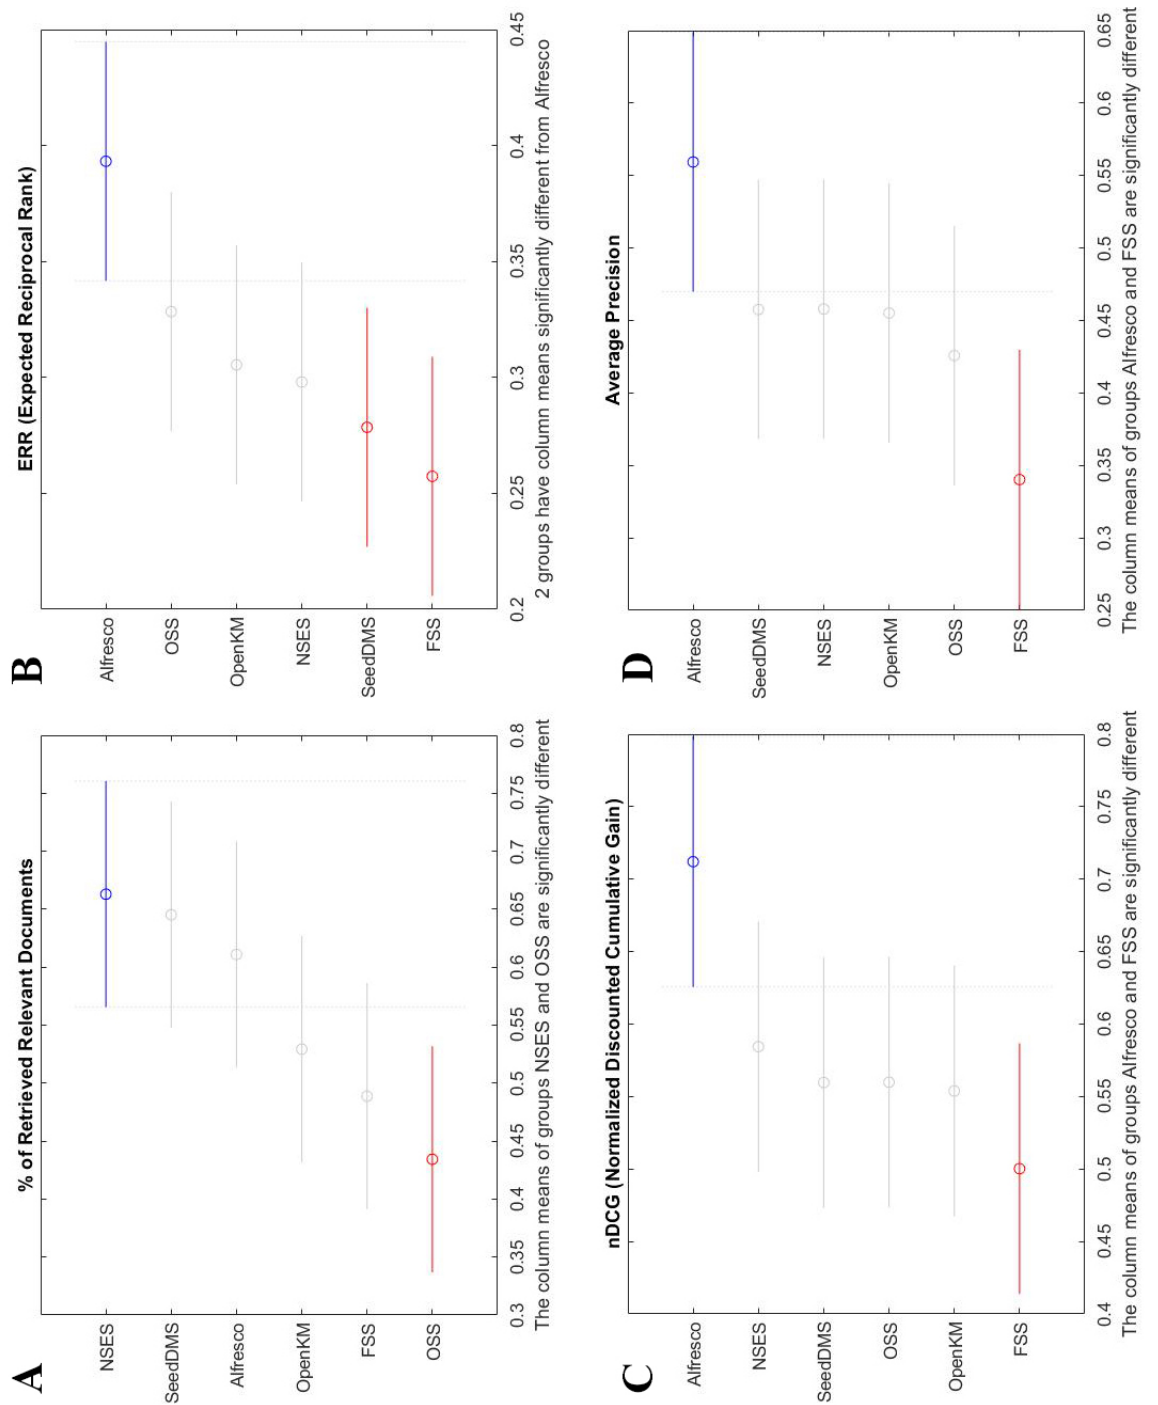 A
% of Retrieved Relevant Documents
NSES
SeedDMS
Alfresco
OpenKM
FSS
OSS
0.3 0.35 0.4 0.45 0.5 0.55 0.6 0.65 0.7 0.75 0.8
The column means of groups NSES and OSS are significantly different
B
ERR (Expected Reciprocal Rank)
Alfresco
OSS
OpenKM
NSES
SeedDMS
FSS
0.2 0.25 0.3 0.35 0.4 0.45
2 groups have column means significantly different from Alfresco
C
nDCG (Normalized Discounted Cumulative Gain)
Alfresco
NSES
SeedDMS
OSS
OpenKM
FSS
0.4 0.45 0.5 0.55 0.6 0.65 0.7 0.75 0.8
The column means of groups Alfresco and FSS are significantly different
D
Average Precision
Alfresco
SeedDMS
NSES
OpenKM
OSS
FSS
0.25 0.3 0.35 0.4 0.45 0.5 0.55 0.6 0.65
The column means of groups Alfresco and FSS are significantly different